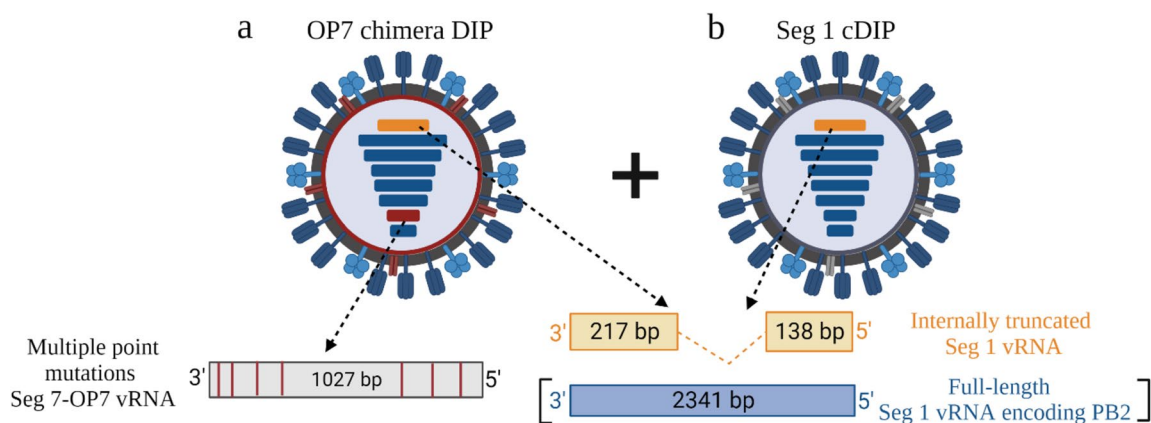 a OP7 chimera DIP
b Seg 1 cDIP
+
Multiple point
mutations
Seg 7-OP7 vRNA
3' 1027 bp 5'
3' 217 bp 138 bp 5'
Internally truncated
Seg 1 vRNA
[ 3' 2341 bp 5' Full-length
Seg 1 vRNA encoding PB2 ]